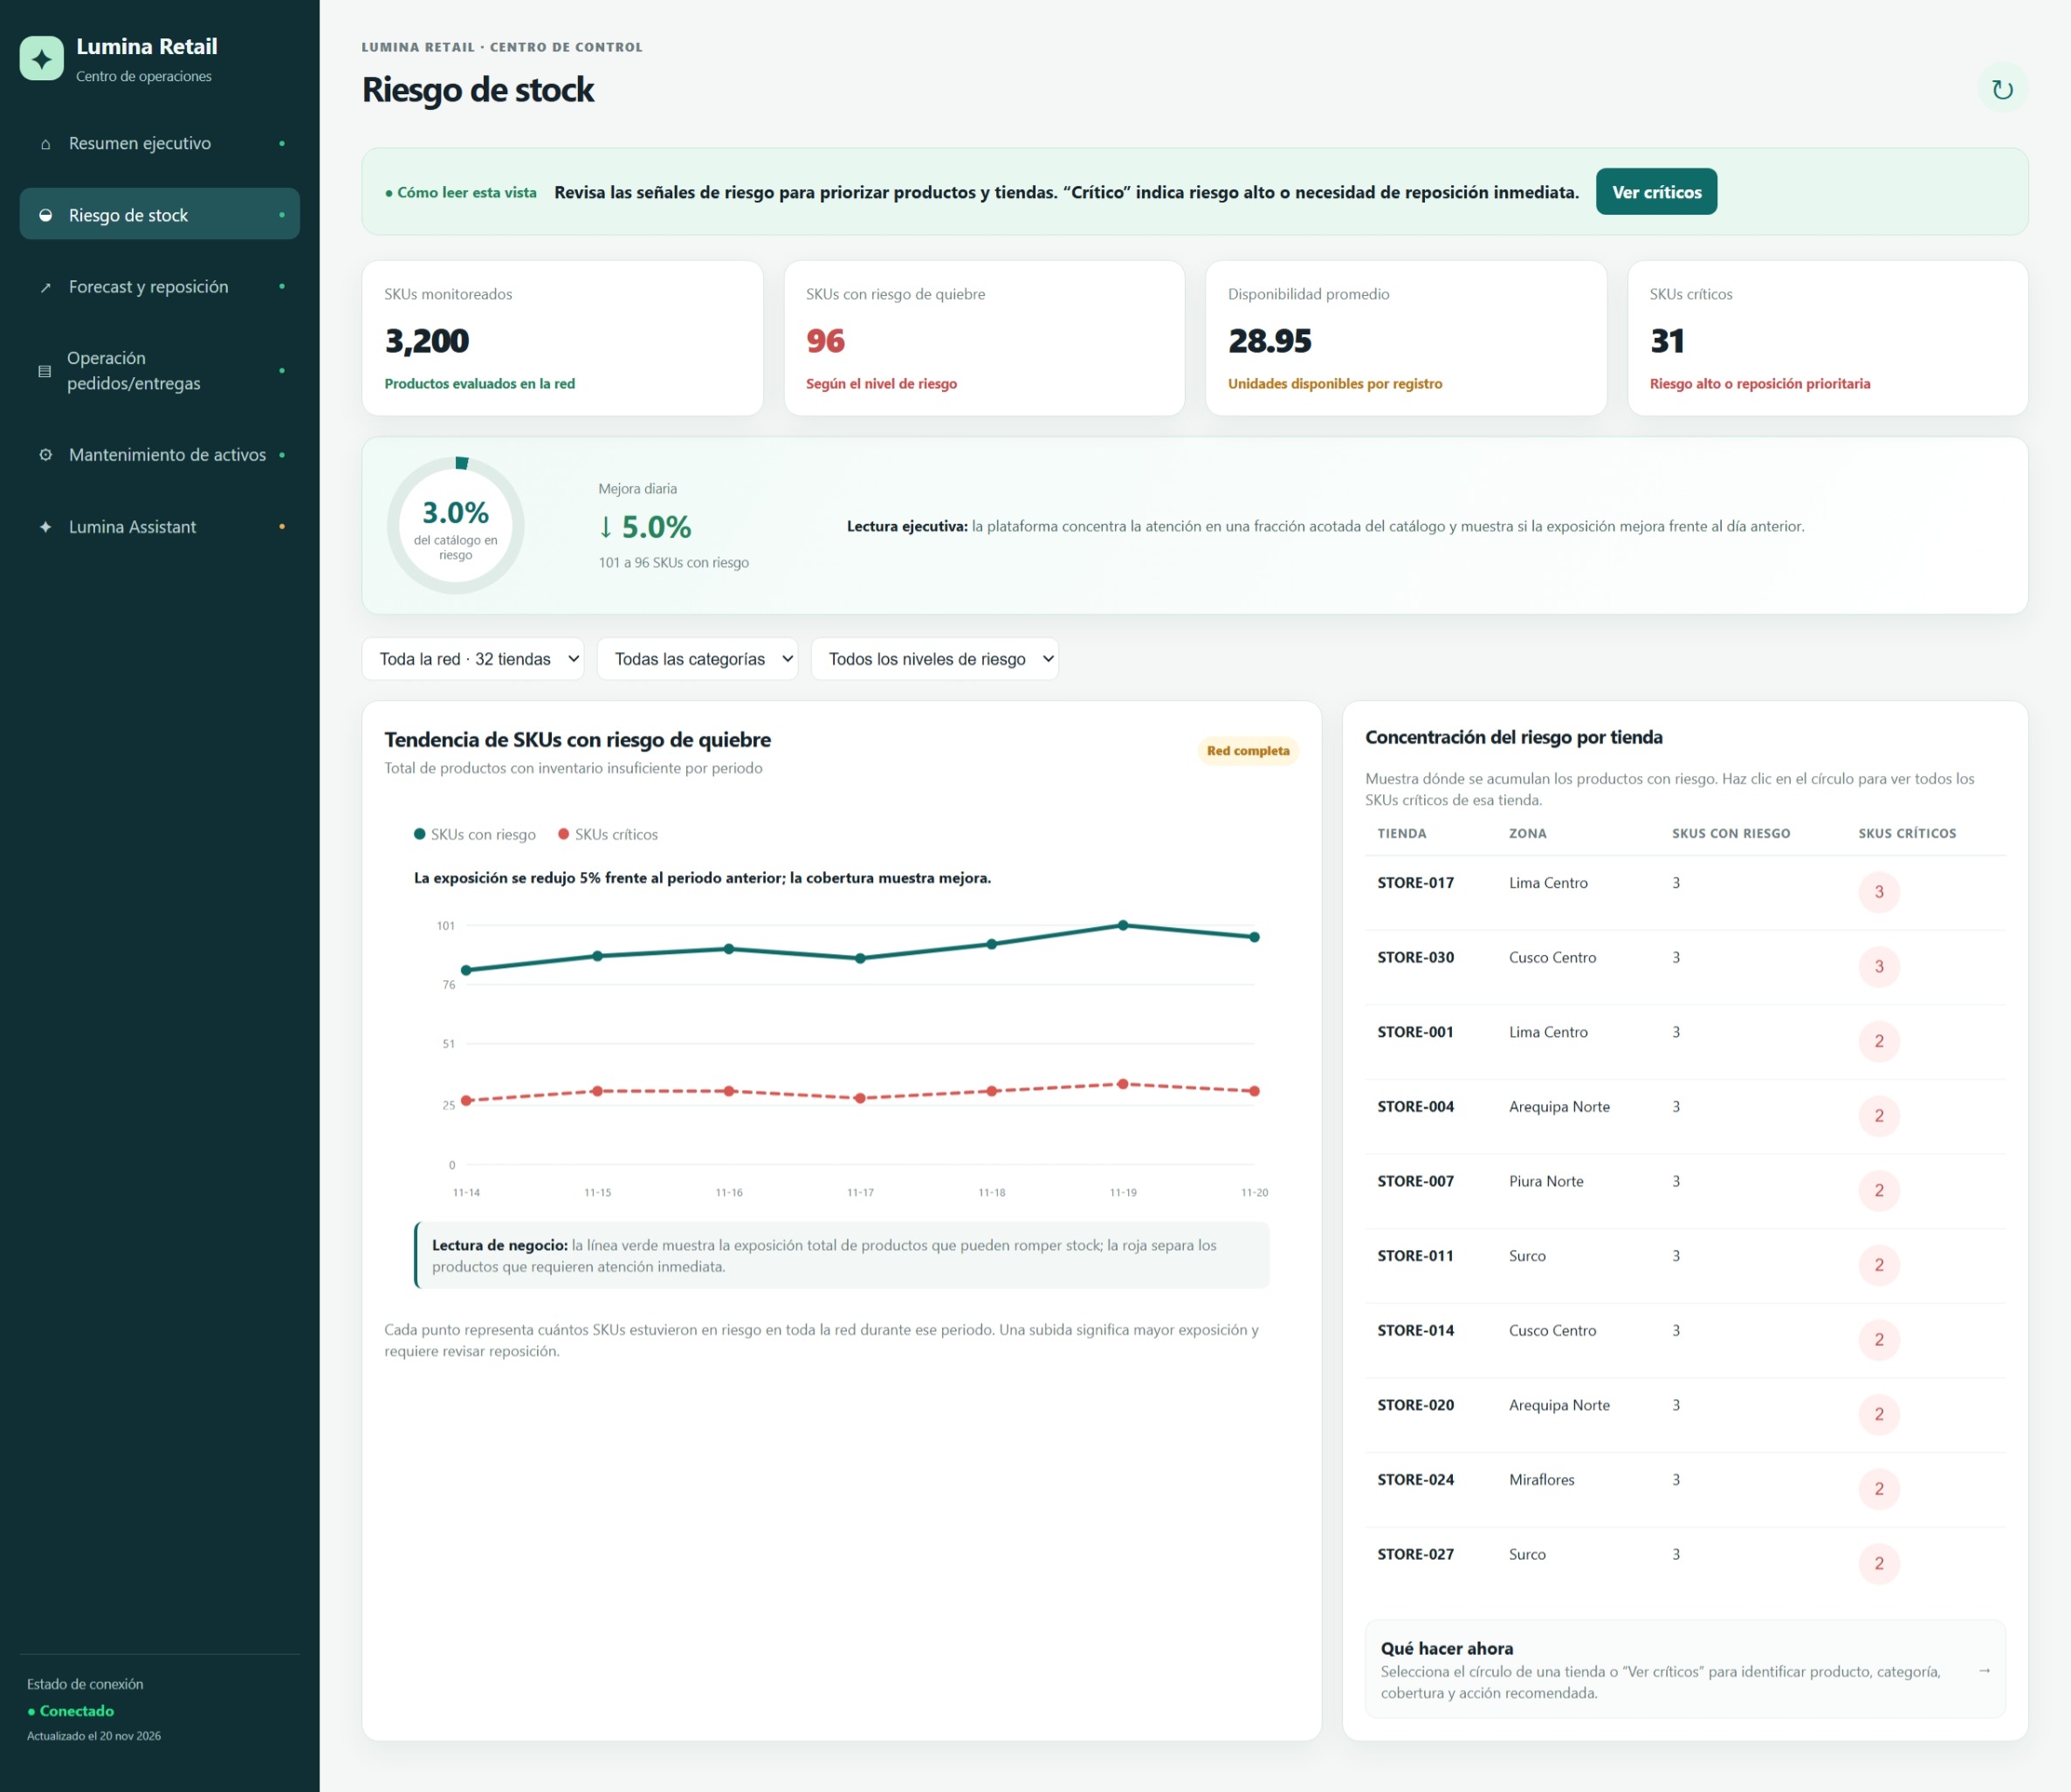 Lumina Retail
Centro de operaciones
Resumen ejecutivo
Riesgo de stock
Forecast y reposición
Operación
pedidos/entregas
Mantenimiento de activos
Lumina Assistant
Estado de conexión
● Conectado
Actualizado el 20 nov 2026
LUMINA RETAIL · CENTRO DE CONTROL
Riesgo de stock
● Cómo leer esta vista Revisa las señales de riesgo para priorizar productos y tiendas. “Crítico” indica riesgo alto o necesidad de reposición inmediata. Ver críticos
SKUs monitoreados
3,200
Productos evaluados en la red
SKUs con riesgo de quiebre
96
Según el nivel de riesgo
Disponibilidad promedio
28.95
Unidades disponibles por registro
SKUs críticos
31
Riesgo alto o reposición prioritaria
3.0%
del catálogo en
riesgo
Mejora diaria
↓ 5.0%
101 a 96 SKUs con riesgo
Lectura ejecutiva: la plataforma concentra la atención en una fracción acotada del catálogo y muestra si la exposición mejora frente al día anterior.
Toda la red · 32 tiendas Todas las categorías Todos los niveles de riesgo
Tendencia de SKUs con riesgo de quiebre
Total de productos con inventario insuficiente por periodo
Red completa
SKUs con riesgo SKUs críticos
La exposición se redujo 5% frente al periodo anterior; la cobertura muestra mejora.
101
76
51
25
0
11-14 11-15 11-16 11-17 11-18 11-19 11-20
Lectura de negocio: la línea verde muestra la exposición total de productos que pueden romper stock; la roja separa los
productos que requieren atención inmediata.
Cada punto representa cuántos SKUs estuvieron en riesgo en toda la red durante ese periodo. Una subida significa mayor exposición y
requiere revisar reposición.
Concentración del riesgo por tienda
Muestra dónde se acumulan los productos con riesgo. Haz clic en el círculo para ver todos los
SKUs críticos de esa tienda.
TIENDA ZONA SKUS CON RIESGO SKUS CRÍTICOS
STORE-017 Lima Centro 3 3
STORE-030 Cusco Centro 3 3
STORE-001 Lima Centro 3 2
STORE-004 Arequipa Norte 3 2
STORE-007 Piura Norte 3 2
STORE-011 Surco 3 2
STORE-014 Cusco Centro 3 2
STORE-020 Arequipa Norte 3 2
STORE-024 Miraflores 3 2
STORE-027 Surco 3 2
Qué hacer ahora
Selecciona el círculo de una tienda o “Ver críticos” para identificar producto, categoría,
cobertura y acción recomendada.
→